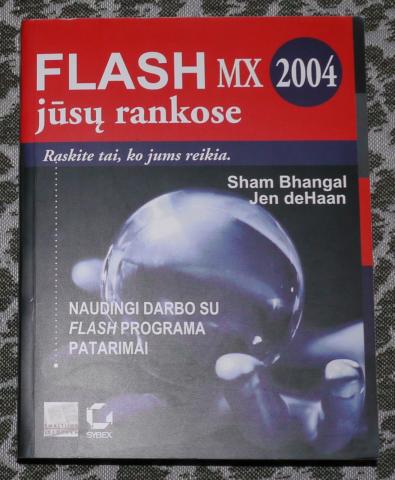 FLASH MX 2004
jūsų rankose
Raskite tai, ko jums reikia.
Sham Bhangal
Jen deHaan
NAUDINGI DARBO SU
FLASH PROGRAMA
PATARIMAI
SYBEX